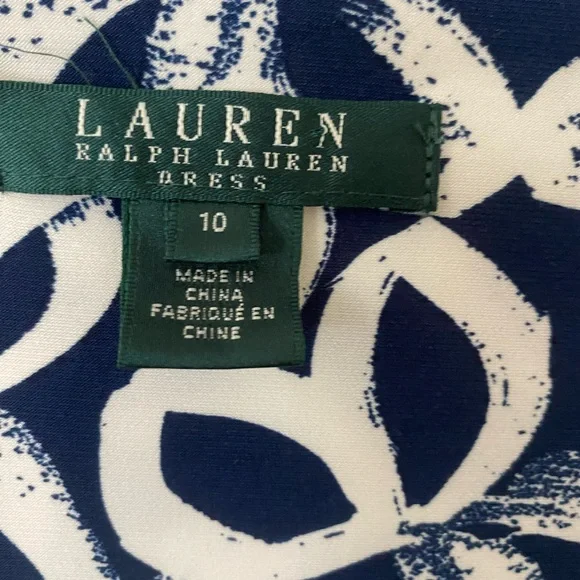 LAUREN
RALPH LAUREN
DRESS
10
MADE IN
CHINA
FABRIQUÉ EN
CHINE